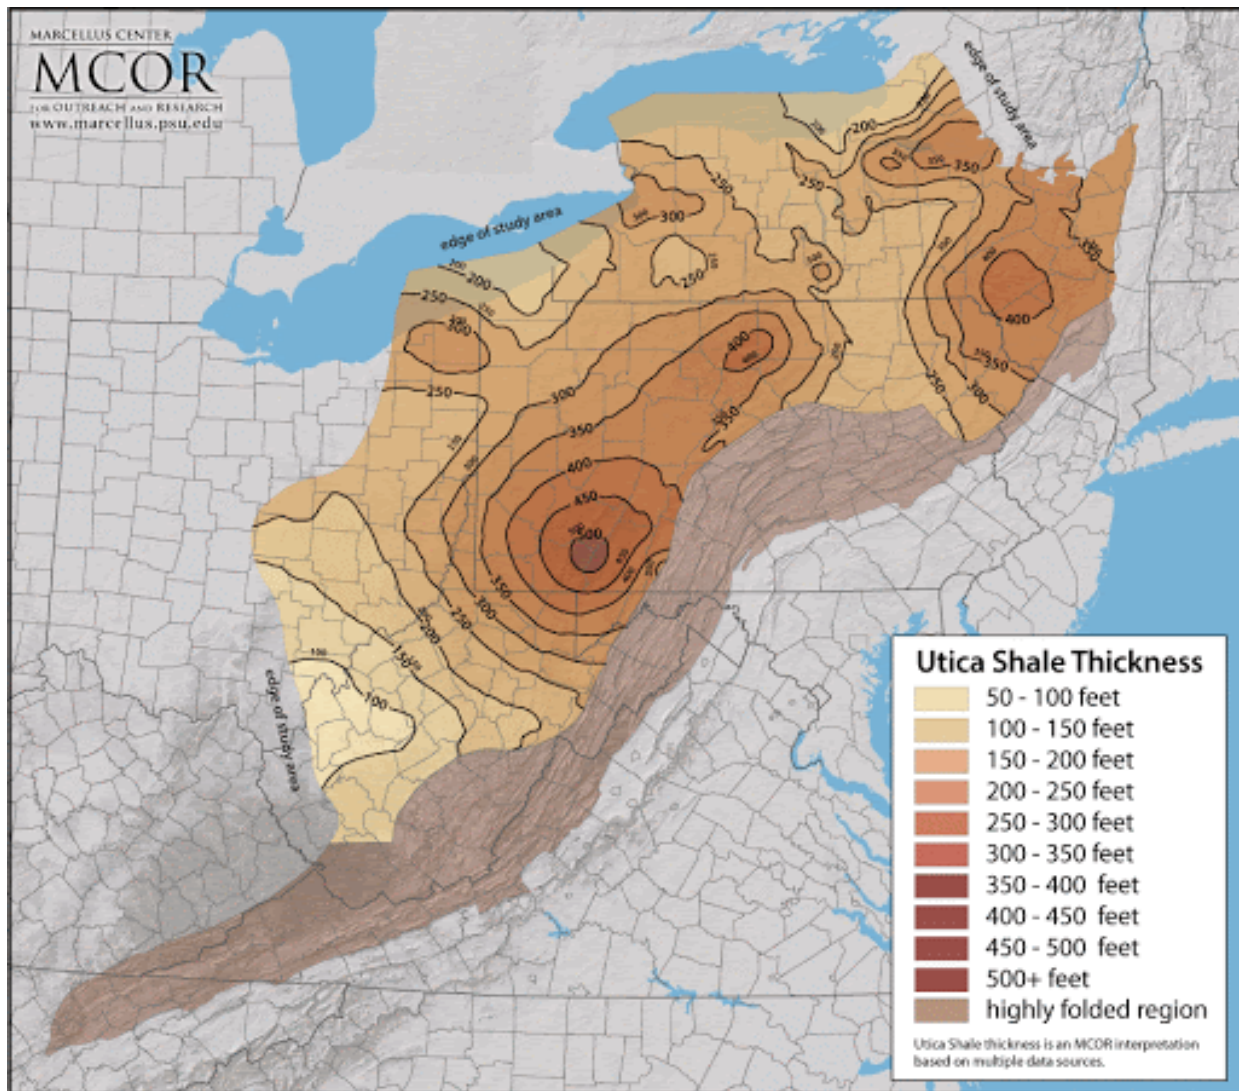 MARCELLUS CENTER
MCOR
FOR OUTREACH AND RESEARCH
www.marcellus.psu.edu
edge of study area
200
250
350
250
300
edge of study area
250
200
250
300
350
400
400
250
300
350
350
250
300
350
400
450
500
350
300
250
200
150
100
100
edge of study area
Utica Shale Thickness
50 - 100 feet
100 - 150 feet
150 - 200 feet
200 - 250 feet
250 - 300 feet
300 - 350 feet
350 - 400 feet
400 - 450 feet
450 - 500 feet
500+ feet
highly folded region
Utica Shale thickness is an MCOR interpretation
based on multiple data sources.